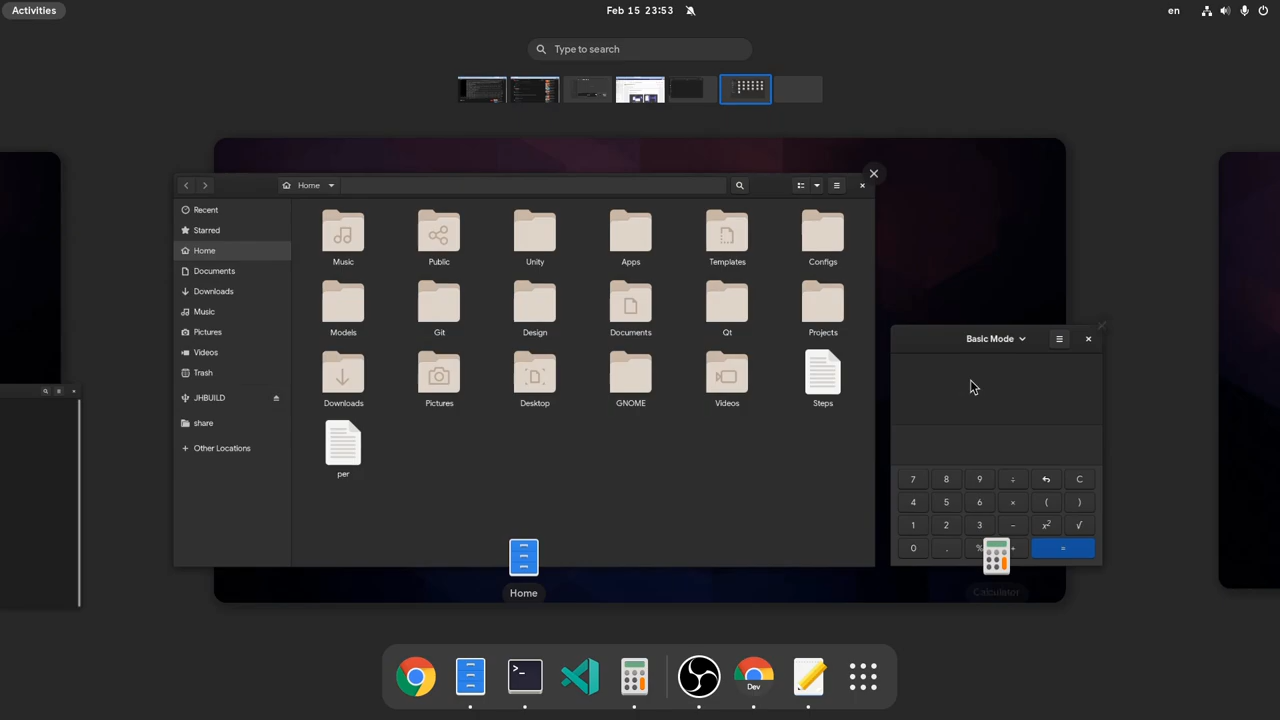 Activities
Feb 15 23:53
en
Type to search
Home
Recent
Starred
Home
Documents
Downloads
Music
Pictures
Videos
Trash
JHBUILD
share
Other Locations
Music Public Unity Apps Templates Configs
Models Git Design Documents Qt Projects
Downloads Pictures Desktop GNOME Videos Steps
per
Home
Basic Mode
7 8 9 ÷ C
4 5 6 × ( )
1 2 3 − x² √
0 . % + =
Calculator
>_
Dev